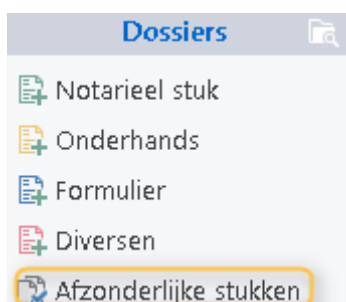 Dossiers
Notarieel stuk
Onderhands
Formulier
Diversen
Afzonderlijke stukken